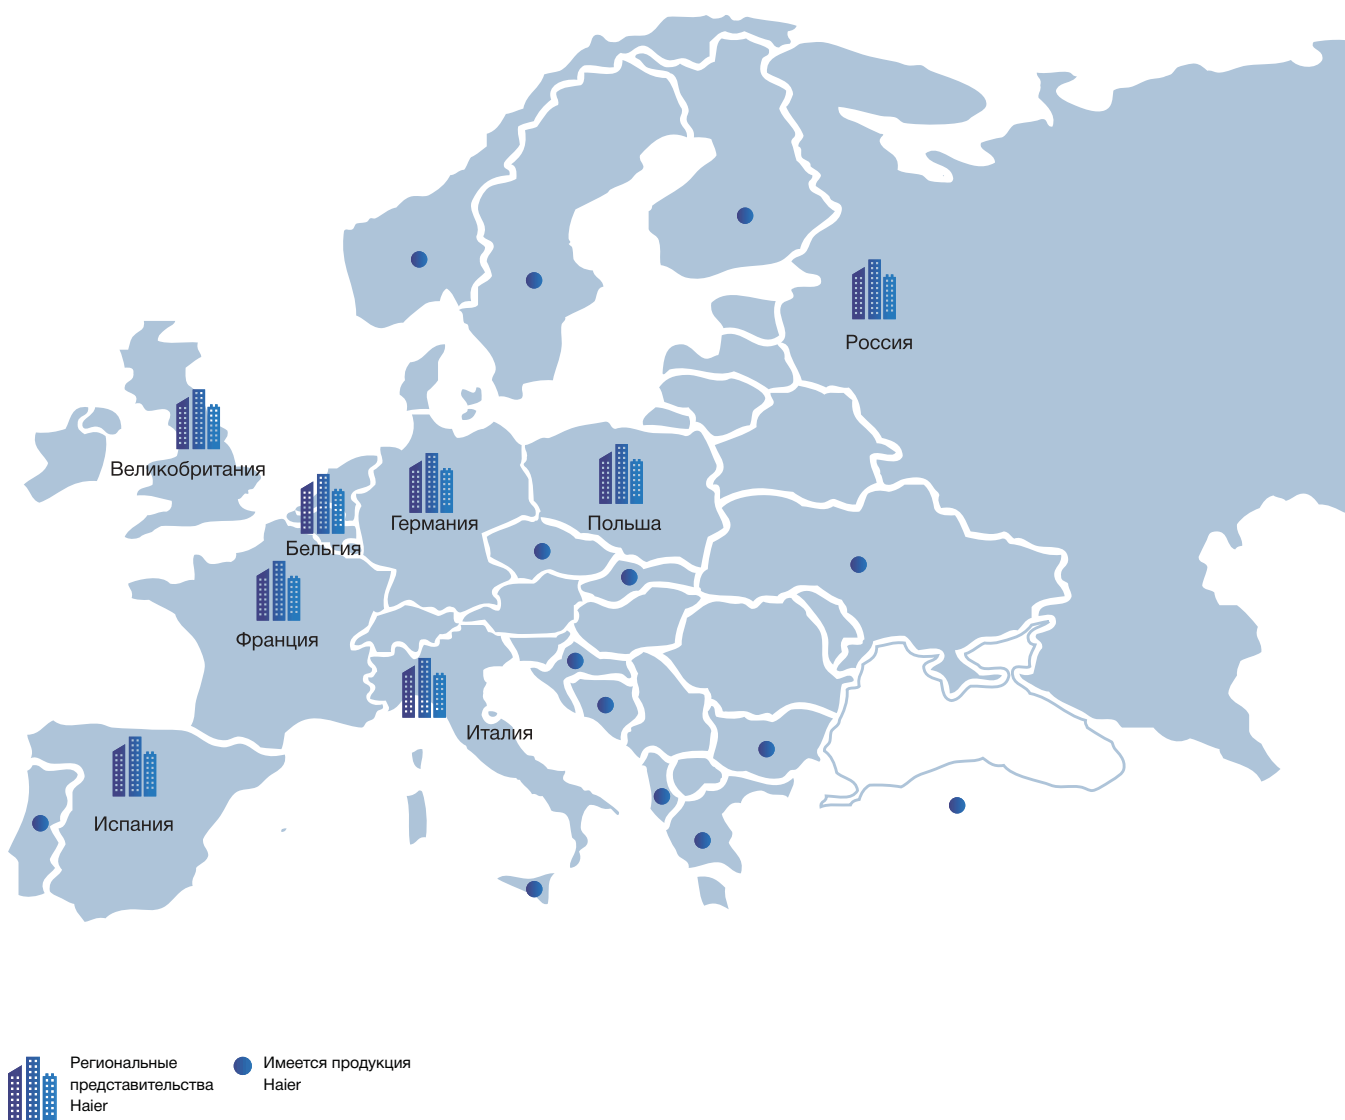 Россия
Великобритания
Германия
Польша
Бельгия
Франция
Италия
Испания
Региональные
представительства
Haier
Имеется продукция
Haier